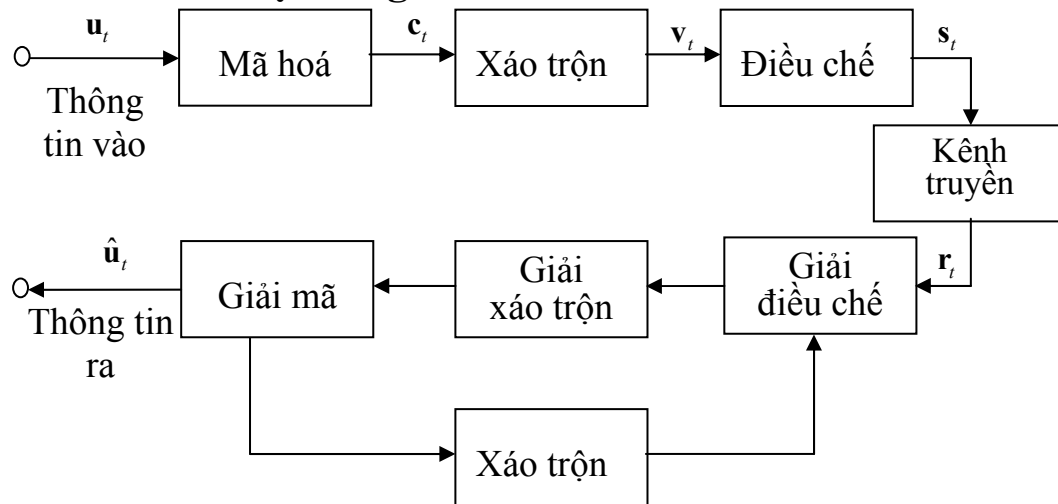 u_t
Mã hoá
c_t
Xáo trộn
v_t
Điều chế
s_t
Thông
tin vào
Kênh
truyền
û_t
Giải mã
Giải
xáo trộn
Giải
điều chế
r_t
Thông tin
ra
Xáo trộn